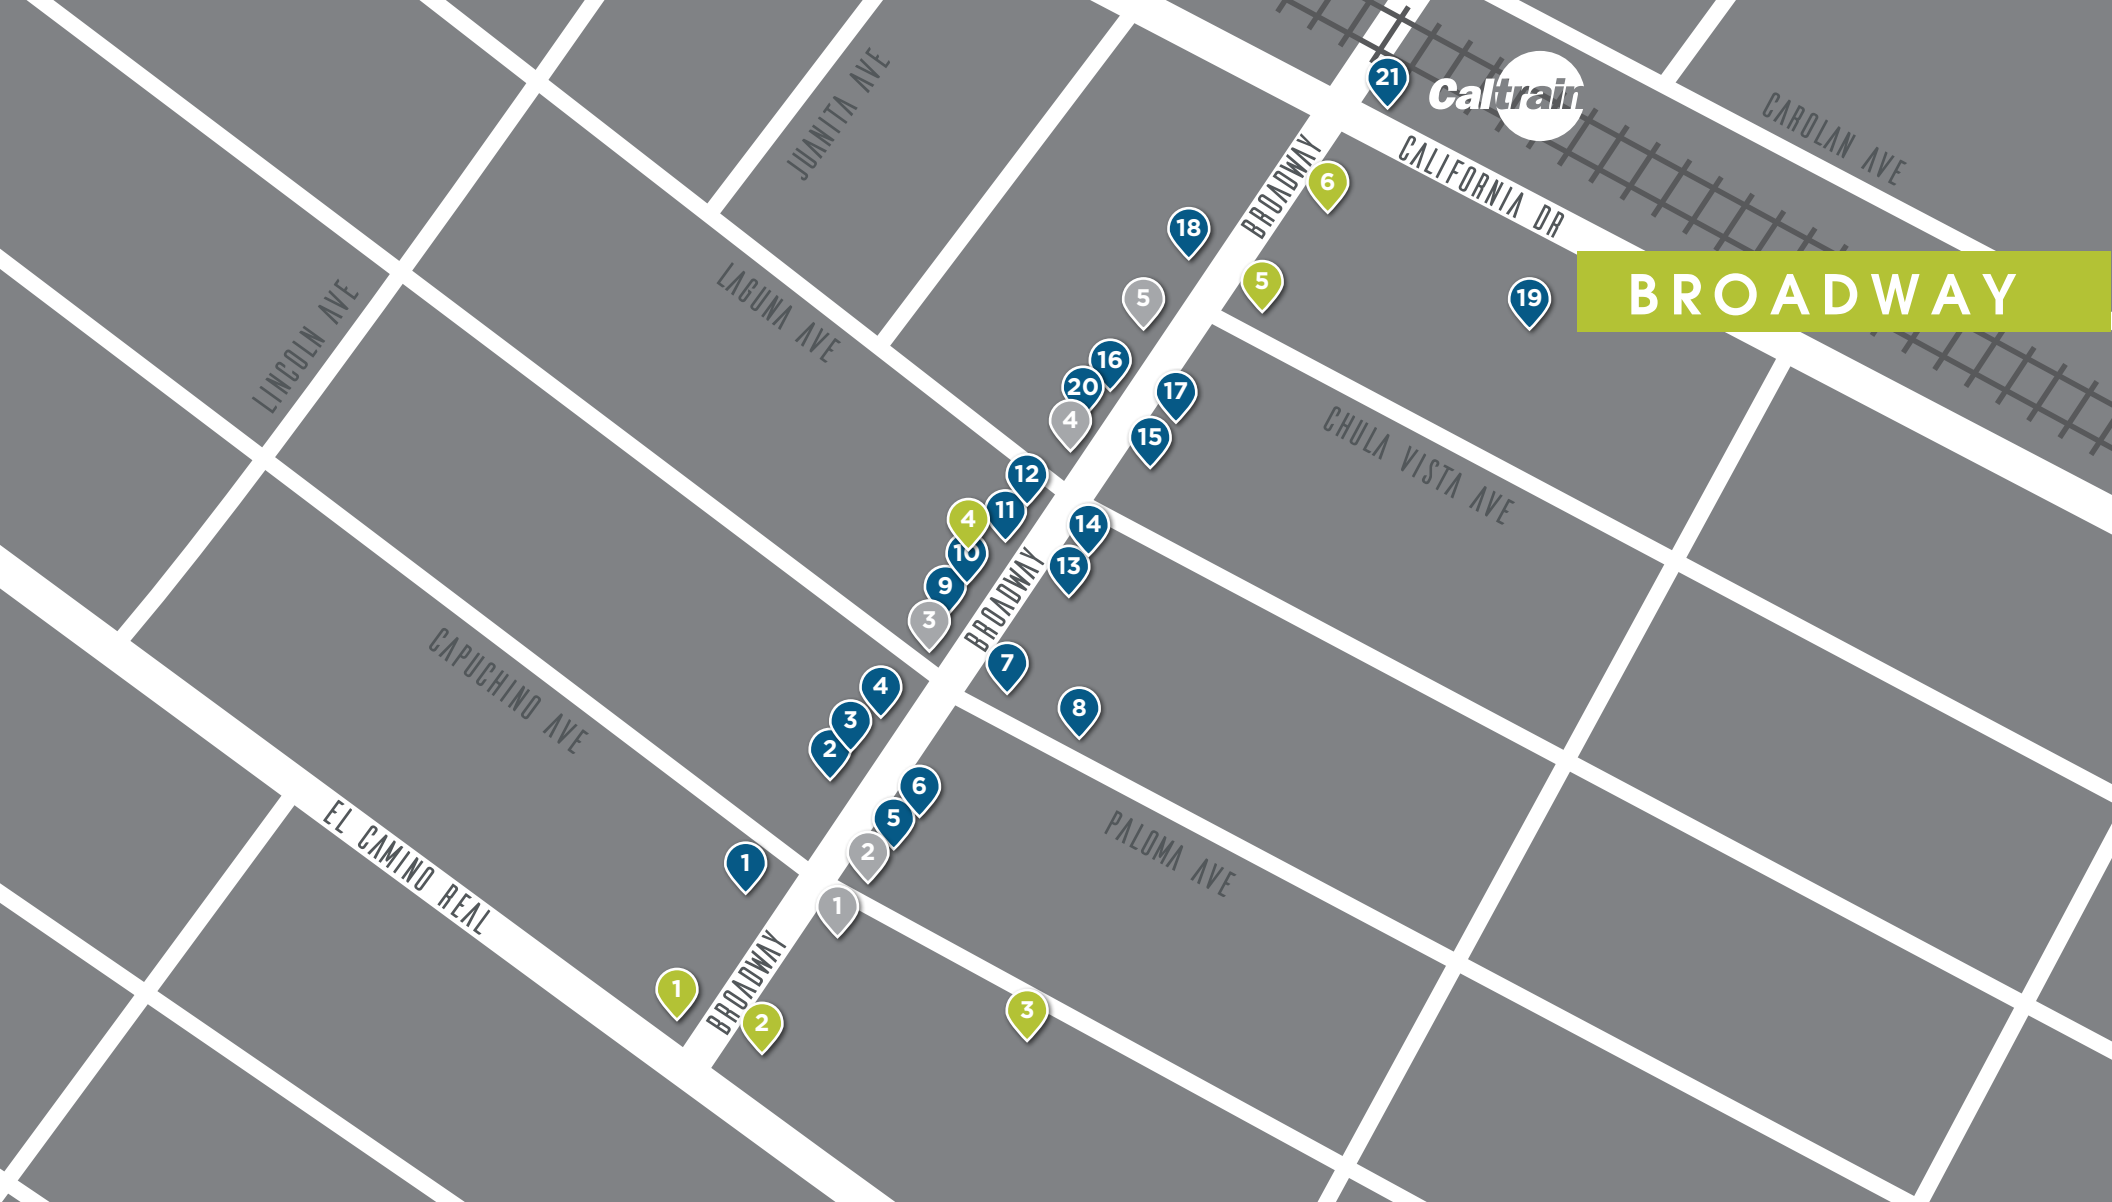 21
Caltrain
CAROLAN AVE
JUANITA AVE
CALIFORNIA DR
BROADWAY
6
18
BROADWAY
5
5
19
LAGUNA AVE
LINCOLN AVE
16
20
17
4
15
CHULA VISTA AVE
12
11
4
14
10
13
9
BROADWAY
3
7
4
8
3
2
CAPUCHINO AVE
6
5
2
PALOMA AVE
EL CAMINO REAL
1
1
BROADWAY
1
2
3